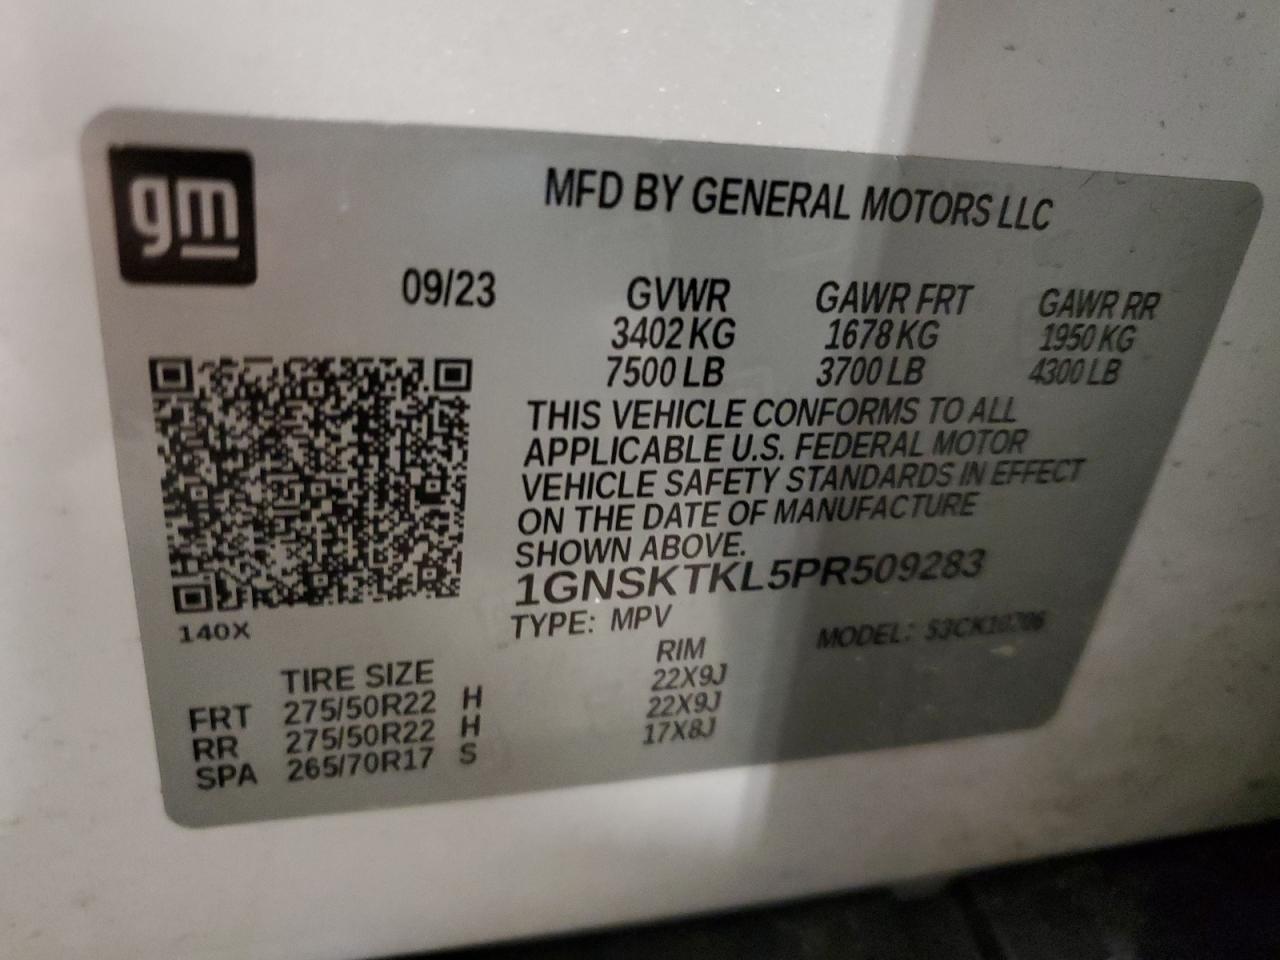 gm
MFD BY GENERAL MOTORS LLC
09/23 GVWR GAWR FRT GAWR RR
3402 KG 1678 KG 1950 KG
7500 LB 3700 LB 4300 LB
THIS VEHICLE CONFORMS TO ALL
APPLICABLE U.S. FEDERAL MOTOR
VEHICLE SAFETY STANDARDS IN EFFECT
ON THE DATE OF MANUFACTURE
SHOWN ABOVE.
1GNSKTKL5PR509283
140X
TYPE: MPV MODEL:
TIRE SIZE RIM
FRT 275/50R22 H 22X9J
RR 275/50R22 H 22X9J
SPA 265/70R17 S 17X8J